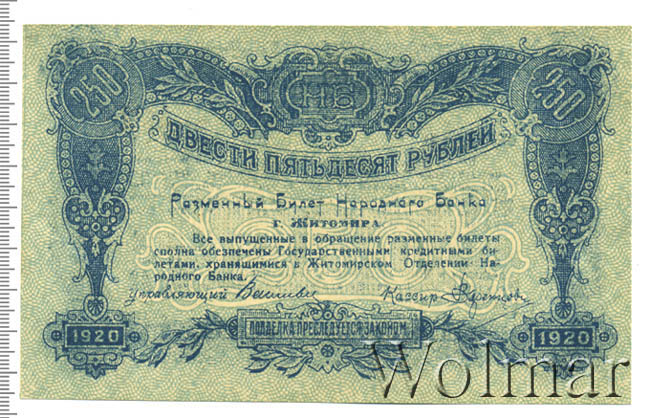 250 НБ 250
ДВЕСТИ ПЯТЬДЕСЯТ РУБЛЕЙ
Разменный Билет Народного Банка
г. Житомира
Все выпущенные в обращение разменные билеты
сполна обезпечены Государственными кредитными би-
летами, хранящимися в Житомирском Отделении На-
родного Банка.
Управляющий Кассир
1920 ПОДДЕЛКА ПРЕСЛЕДУЕТСЯ ЗАКОНОМ 1920
Wolmar